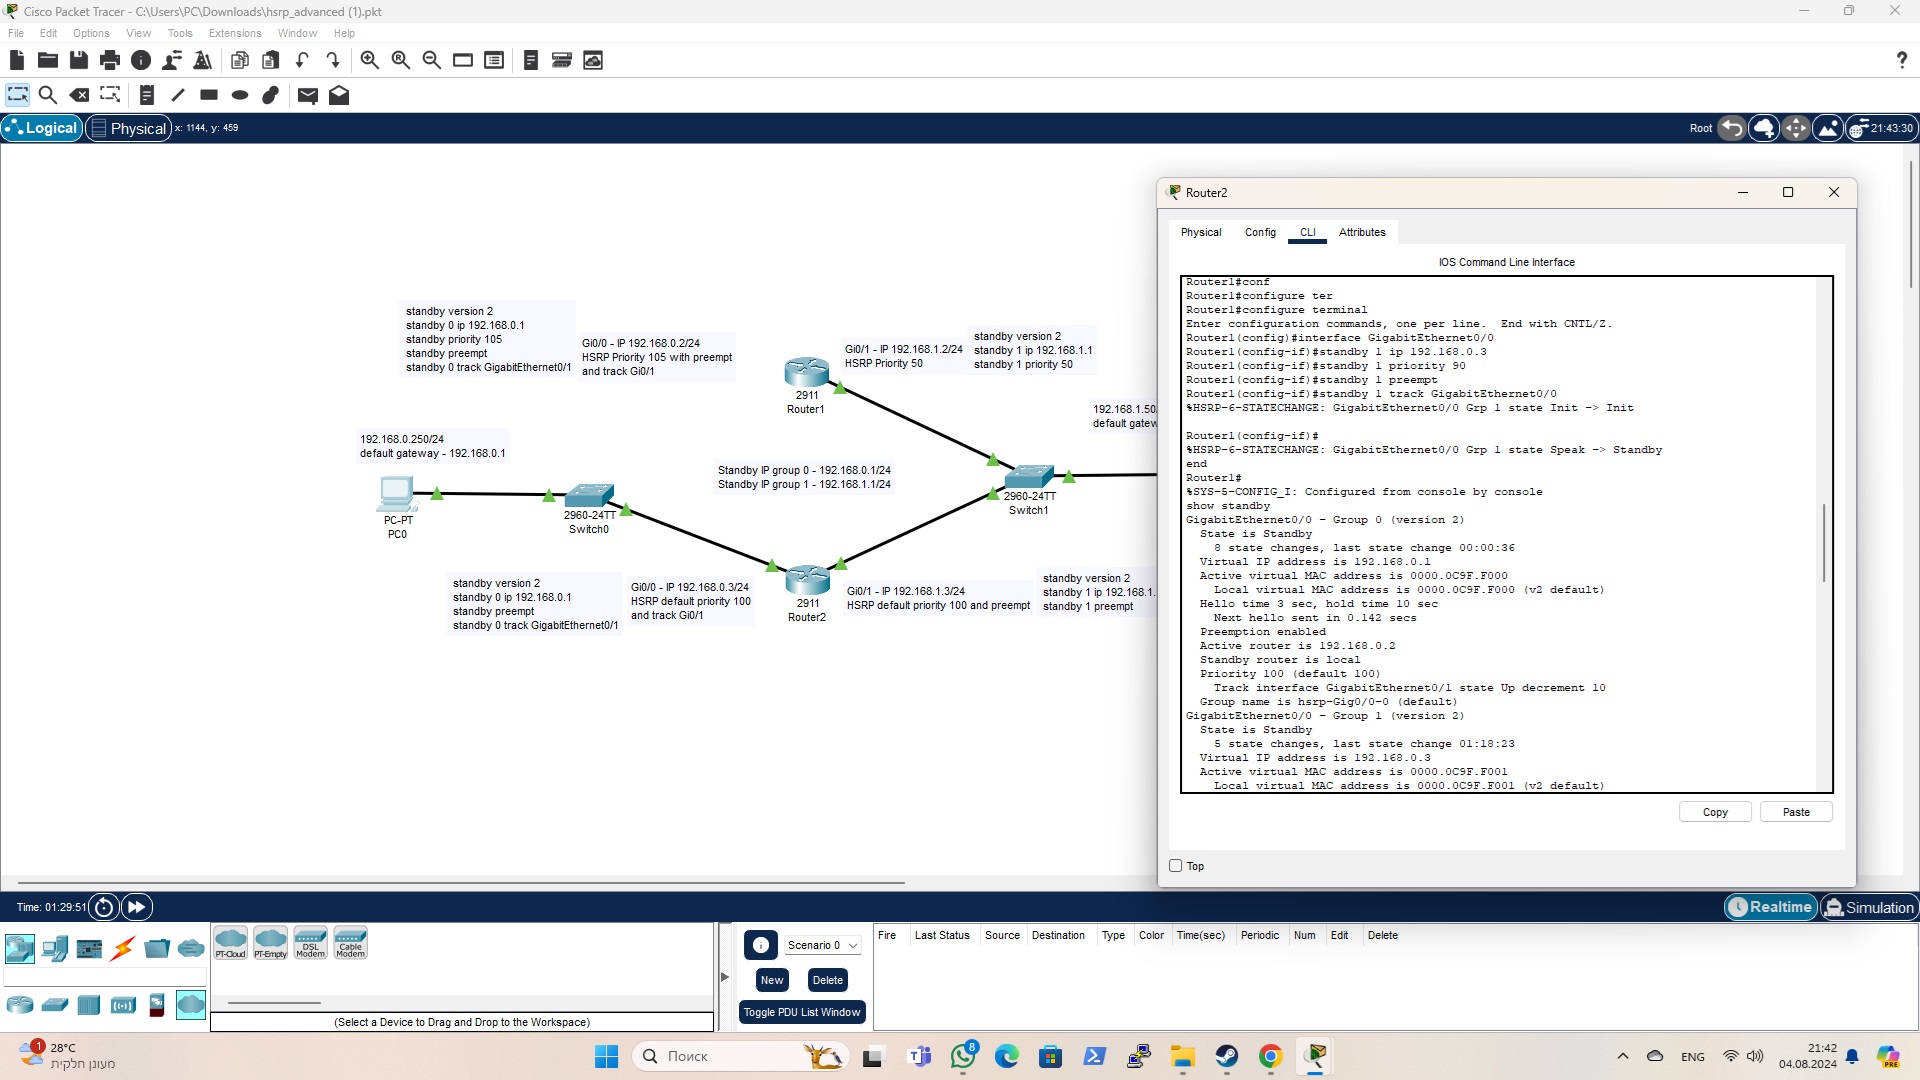 Cisco Packet Tracer - C:\Users\PC\Downloads\hsrp_advanced (1).pkt
File Edit Options View Tools Extensions Window Help
Logical Physical x: 1144, y: 459
Root 21:43:30
standby version 2
standby 0 ip 192.168.0.1
standby priority 105
standby preempt
standby 0 track GigabitEthernet0/1
Gi0/0 - IP 192.168.0.2/24
HSRP Priority 105 with preempt
and track Gi0/1
2911
Router1
Gi0/1 - IP 192.168.1.2/24
HSRP Priority 50
standby version 2
standby 1 ip 192.168.1.1
standby 1 priority 50
192.168.1.50
default gatew
192.168.0.250/24
default gateway - 192.168.0.1
Standby IP group 0 - 192.168.0.1/24
Standby IP group 1 - 192.168.1.1/24
PC-PT
PC0
2960-24TT
Switch0
2960-24TT
Switch1
standby version 2
standby 0 ip 192.168.0.1
standby preempt
standby 0 track GigabitEthernet0/1
Gi0/0 - IP 192.168.0.3/24
HSRP default priority 100
and track Gi0/1
2911
Router2
Gi0/1 - IP 192.168.1.3/24
HSRP default priority 100 and preempt
standby version 2
standby 1 ip 192.168.1.
standby 1 preempt
Router2
Physical Config CLI Attributes
IOS Command Line Interface
Router1#conf
Router1#configure ter
Router1#configure terminal
Enter configuration commands, one per line. End with CNTL/Z.
Router1(config)#interface GigabitEthernet0/0
Router1(config-if)#standby 1 ip 192.168.0.3
Router1(config-if)#standby 1 priority 90
Router1(config-if)#standby 1 preempt
Router1(config-if)#standby 1 track GigabitEthernet0/0
%HSRP-6-STATECHANGE: GigabitEthernet0/0 Grp 1 state Init -> Init
Router1(config-if)#
%HSRP-6-STATECHANGE: GigabitEthernet0/0 Grp 1 state Speak -> Standby
end
Router1#
%SYS-5-CONFIG_I: Configured from console by console
show standby
GigabitEthernet0/0 - Group 0 (version 2)
State is Standby
8 state changes, last state change 00:00:36
Virtual IP address is 192.168.0.1
Active virtual MAC address is 0000.0C9F.F000
Local virtual MAC address is 0000.0C9F.F000 (v2 default)
Hello time 3 sec, hold time 10 sec
Next hello sent in 0.142 secs
Preemption enabled
Active router is 192.168.0.2
Standby router is local
Priority 100 (default 100)
Track interface GigabitEthernet0/1 state Up decrement 10
Group name is hsrp-Gig0/0-0 (default)
GigabitEthernet0/0 - Group 1 (version 2)
State is Standby
5 state changes, last state change 01:18:23
Virtual IP address is 192.168.0.3
Active virtual MAC address is 0000.0C9F.F001
Local virtual MAC address is 0000.0C9F.F001 (v2 default)
Copy Paste
Top
Time: 01:29:51
Realtime Simulation
PT-Cloud PT-Empty DSL Modem Cable Modem
(Select a Device to Drag and Drop to the Workspace)
Scenario 0
New Delete
Toggle PDU List Window
Fire Last Status Source Destination Type Color Time(sec) Periodic Num Edit Delete
1
28°C
מעונן חלקית
Поиск
8
ENG
21:42
04.08.2024
PRE